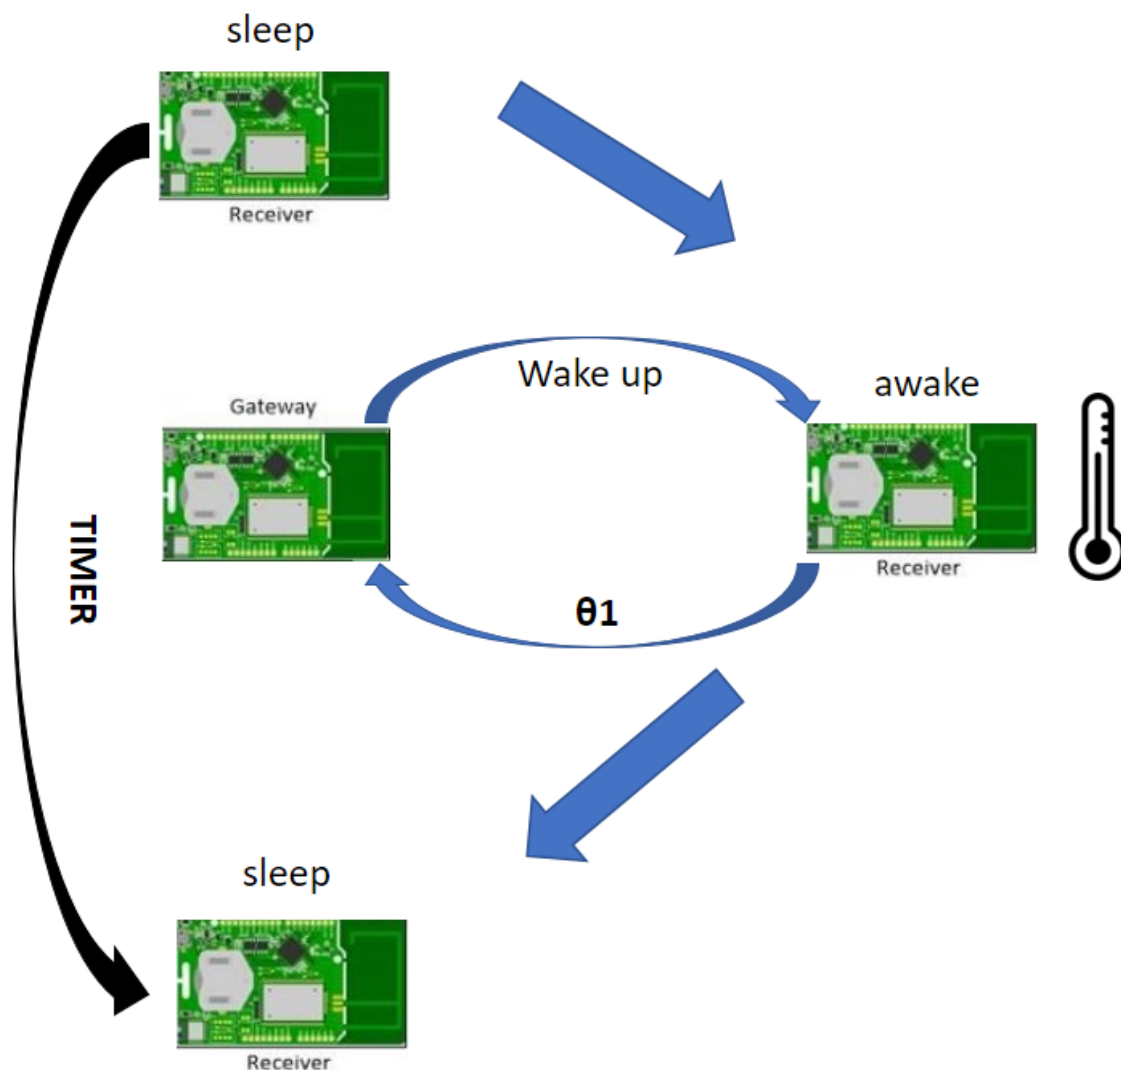 sleep
Receiver
Wake up
awake
Gateway
TIMER
Receiver
θ1
sleep
Receiver